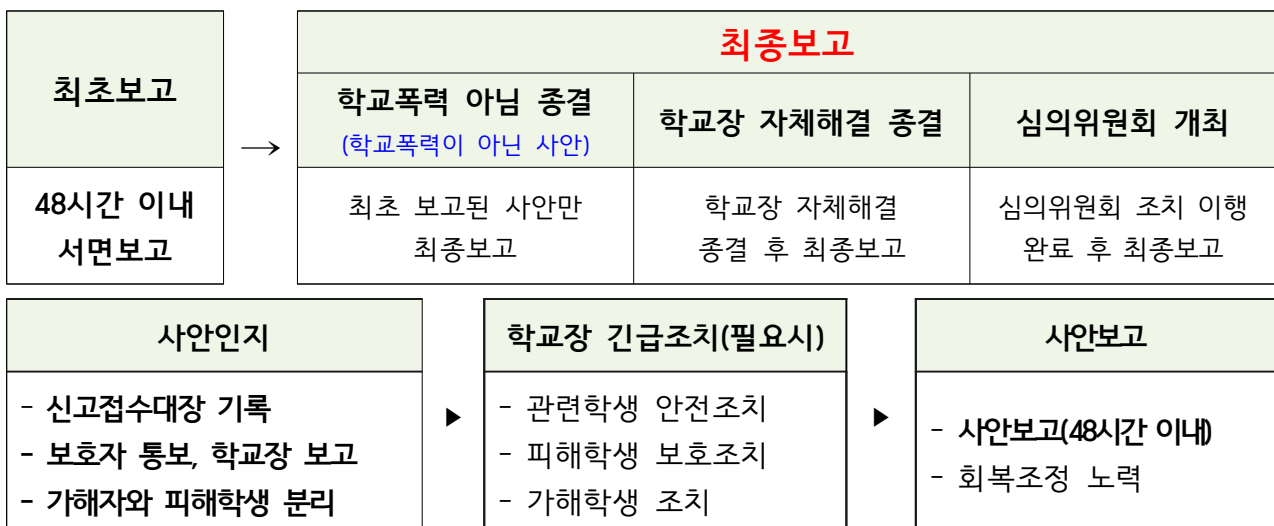 최초보고
48시간 이내
서면보고
→
최종보고
학교폭력 아님 종결
(학교폭력이 아닌 사안)
학교장 자체해결 종결
심의위원회 개최
최초 보고된 사안만
최종보고
학교장 자체해결
종결 후 최종보고
심의위원회 조치 이행
완료 후 최종보고
사안인지
- 신고접수대장 기록
- 보호자 통보, 학교장 보고
- 가해자와 피해학생 분리
▶
학교장 긴급조치(필요시)
- 관련학생 안전조치
- 피해학생 보호조치
- 가해학생 조치
▶
사안보고
- 사안보고(48시간 이내)
- 회복조정 노력